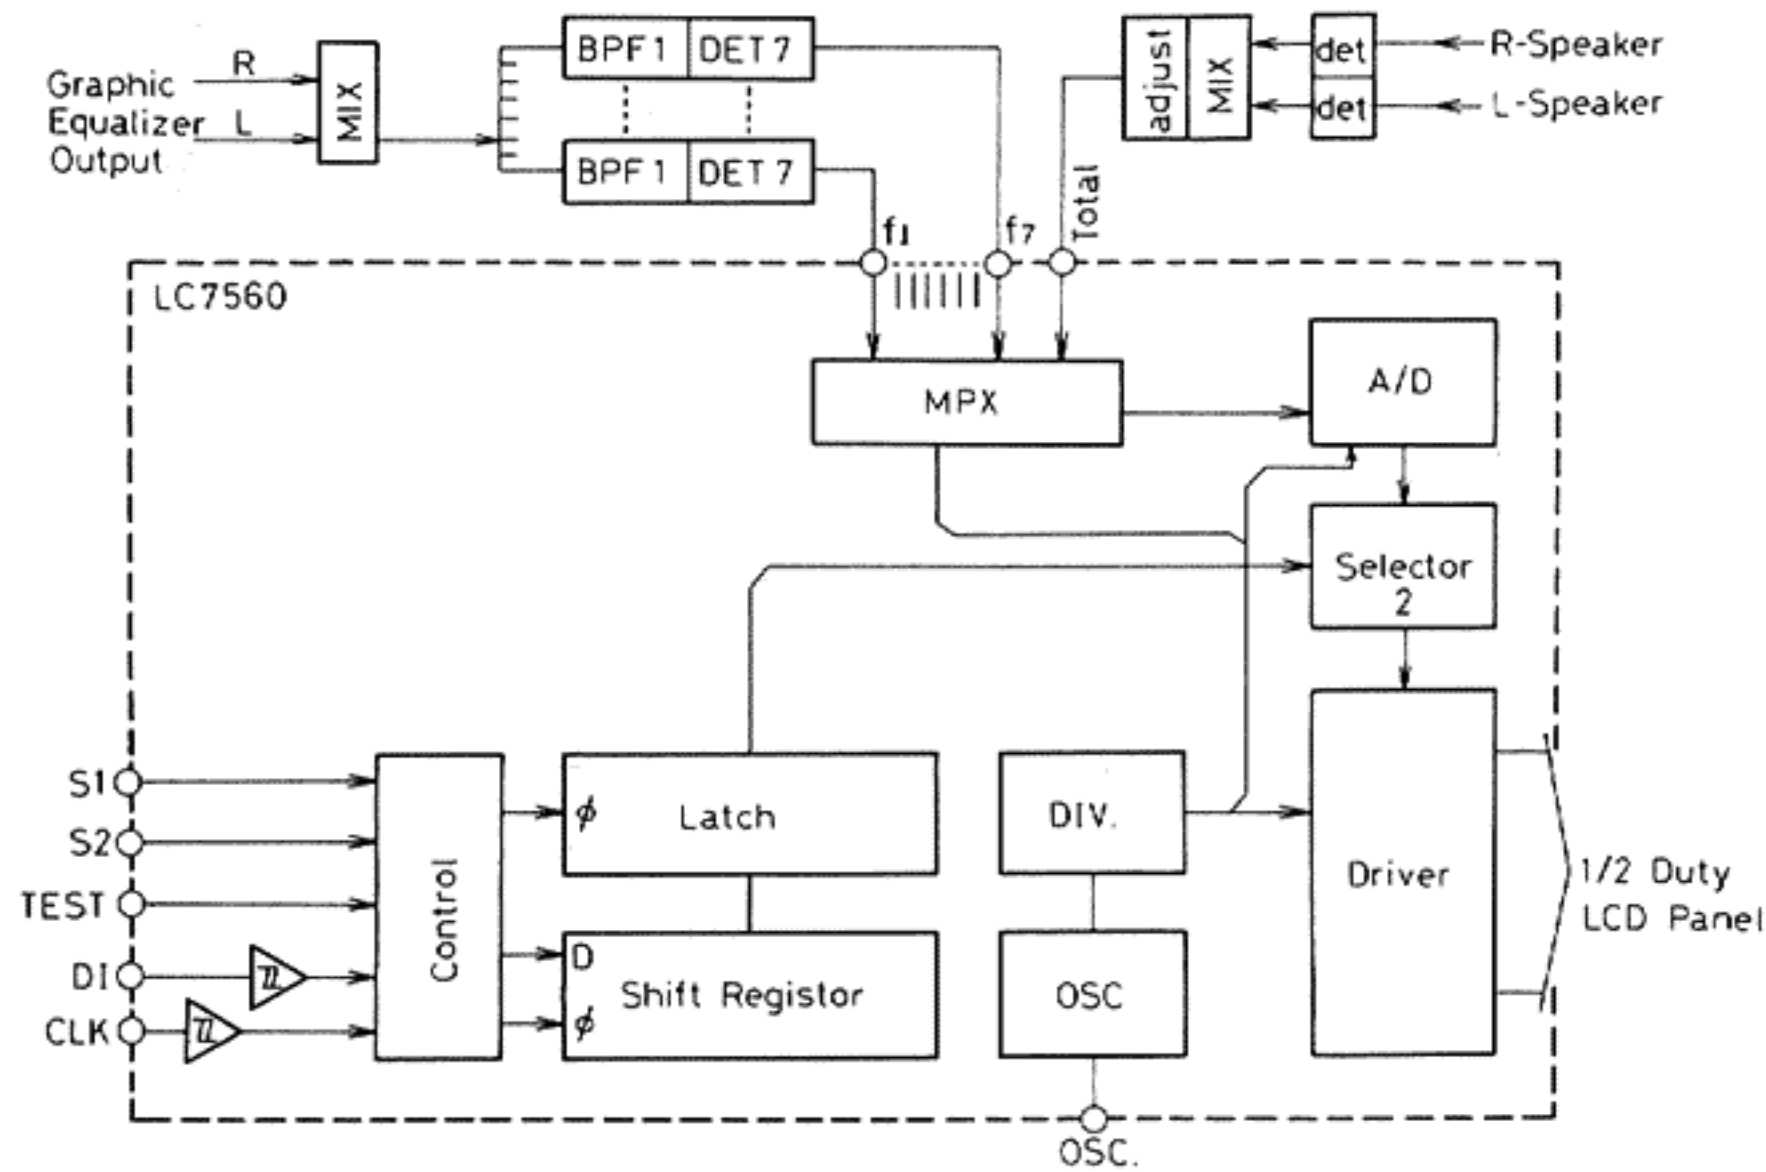 Graphic
Equalizer
Output
R
L
MIX
BPF1
DET7
BPF1
DET7
adjust
MIX
det
det
R-Speaker
L-Speaker
f1
f7
Total
LC7560
MPX
A/D
Selector
2
S1
S2
TEST
DI
CLK
Control
ϕ
Latch
D
ϕ
Shift Registor
DIV.
OSC
Driver
1/2 Duty
LCD Panel
OSC.